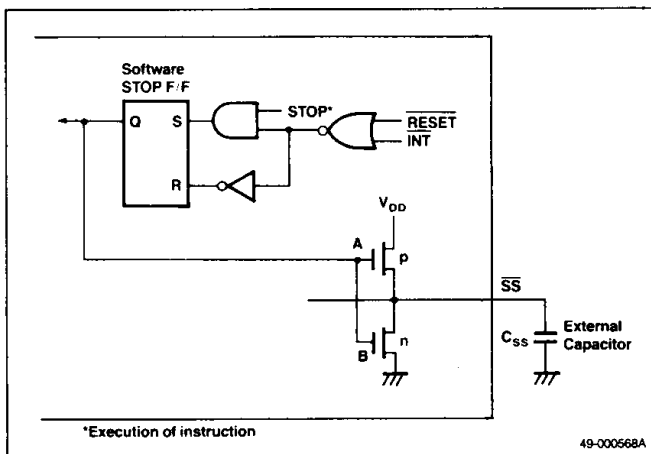 Software
STOP F/F
Q
S
STOP*
RESET
INT
R
VDD
A
p
SS
B
n
CSS
External
Capacitor
*Execution of instruction
49-000568A